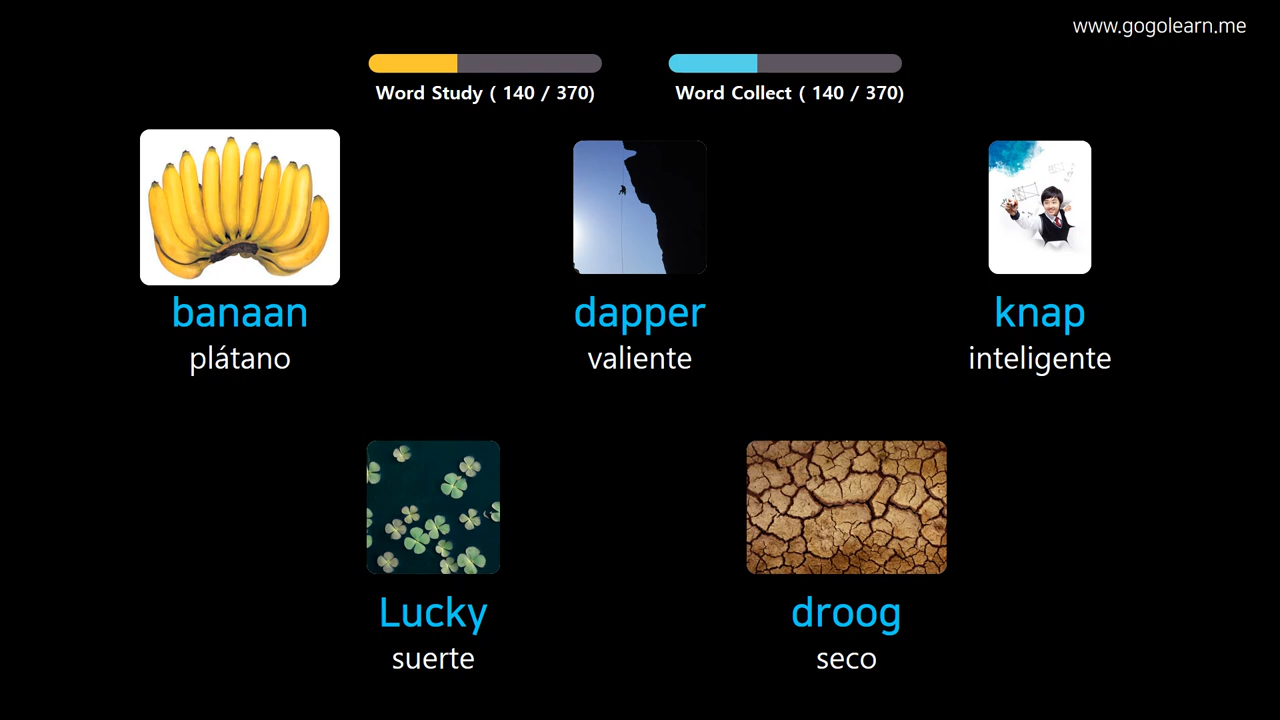 www.gogolearn.me
Word Study ( 140 / 370)
Word Collect ( 140 / 370)
banaan
plátano
dapper
valiente
knap
inteligente
Lucky
suerte
droog
seco